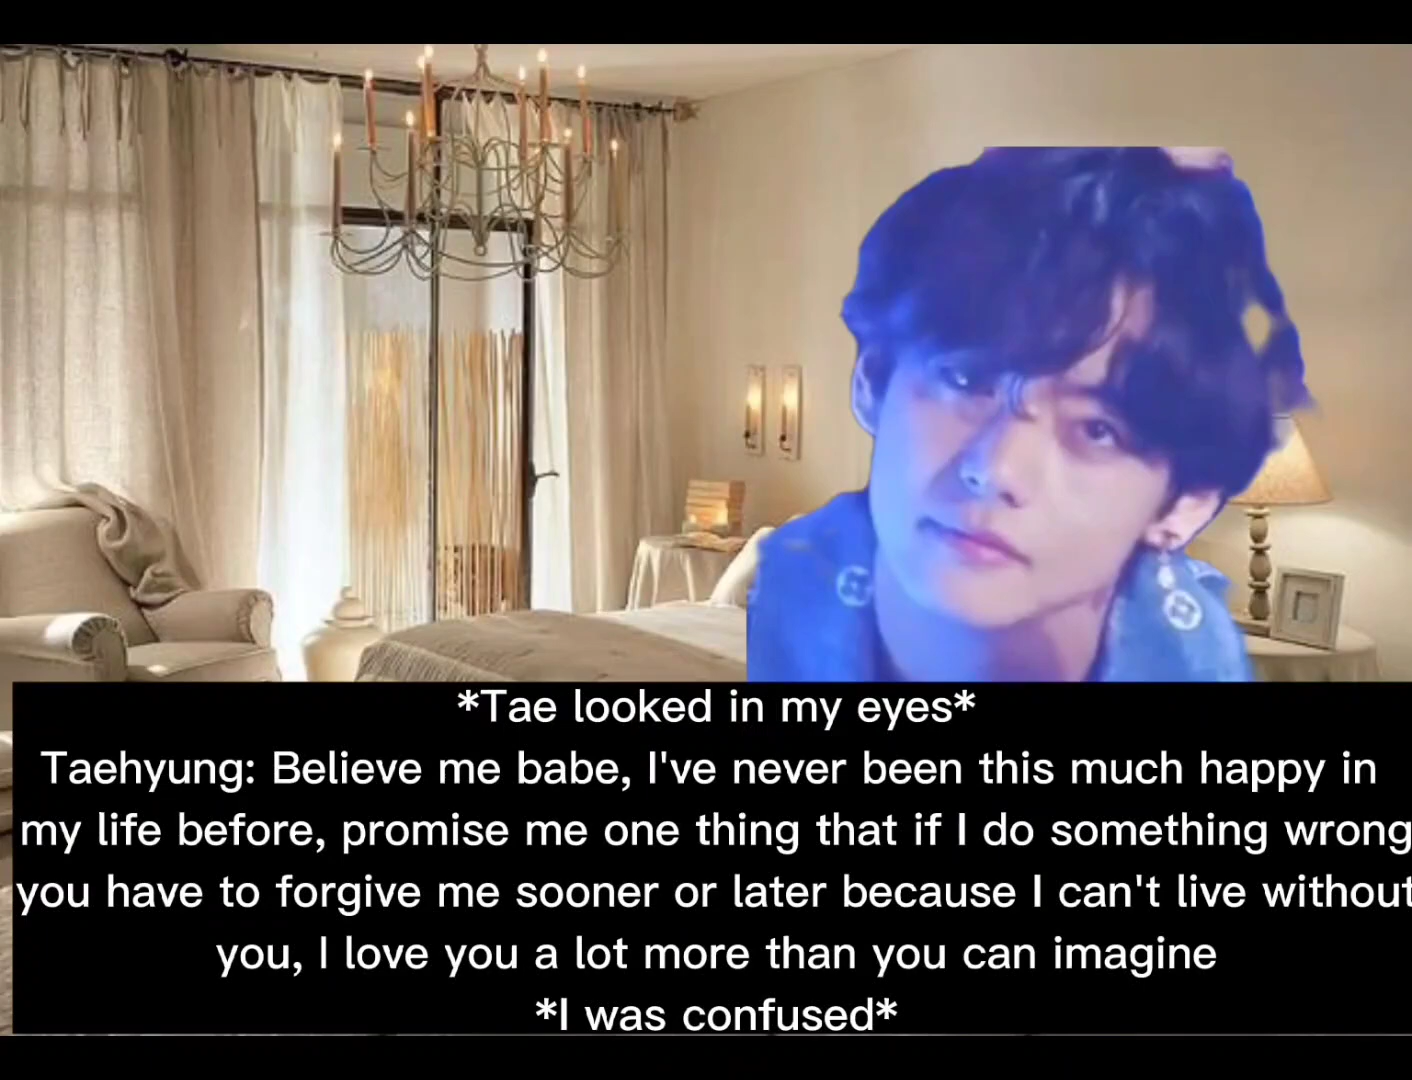 *Tae looked in my eyes*
Taehyung: Believe me babe, I've never been this much happy in
my life before, promise me one thing that if I do something wrong
you have to forgive me sooner or later because I can't live without
you, I love you a lot more than you can imagine
*I was confused*